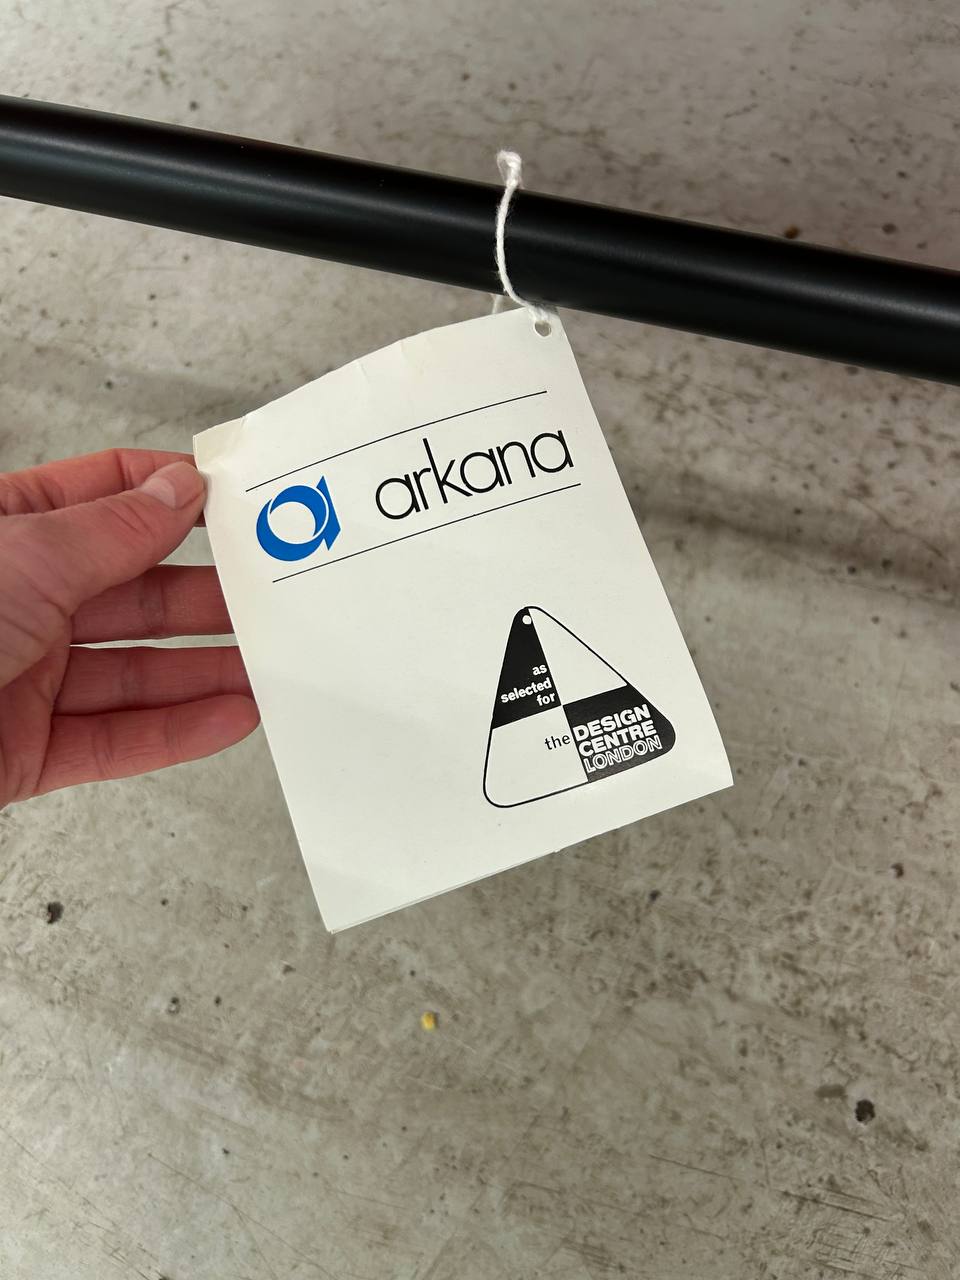 a arkana
as
selected
for
the DESIGN
CENTRE
LONDON